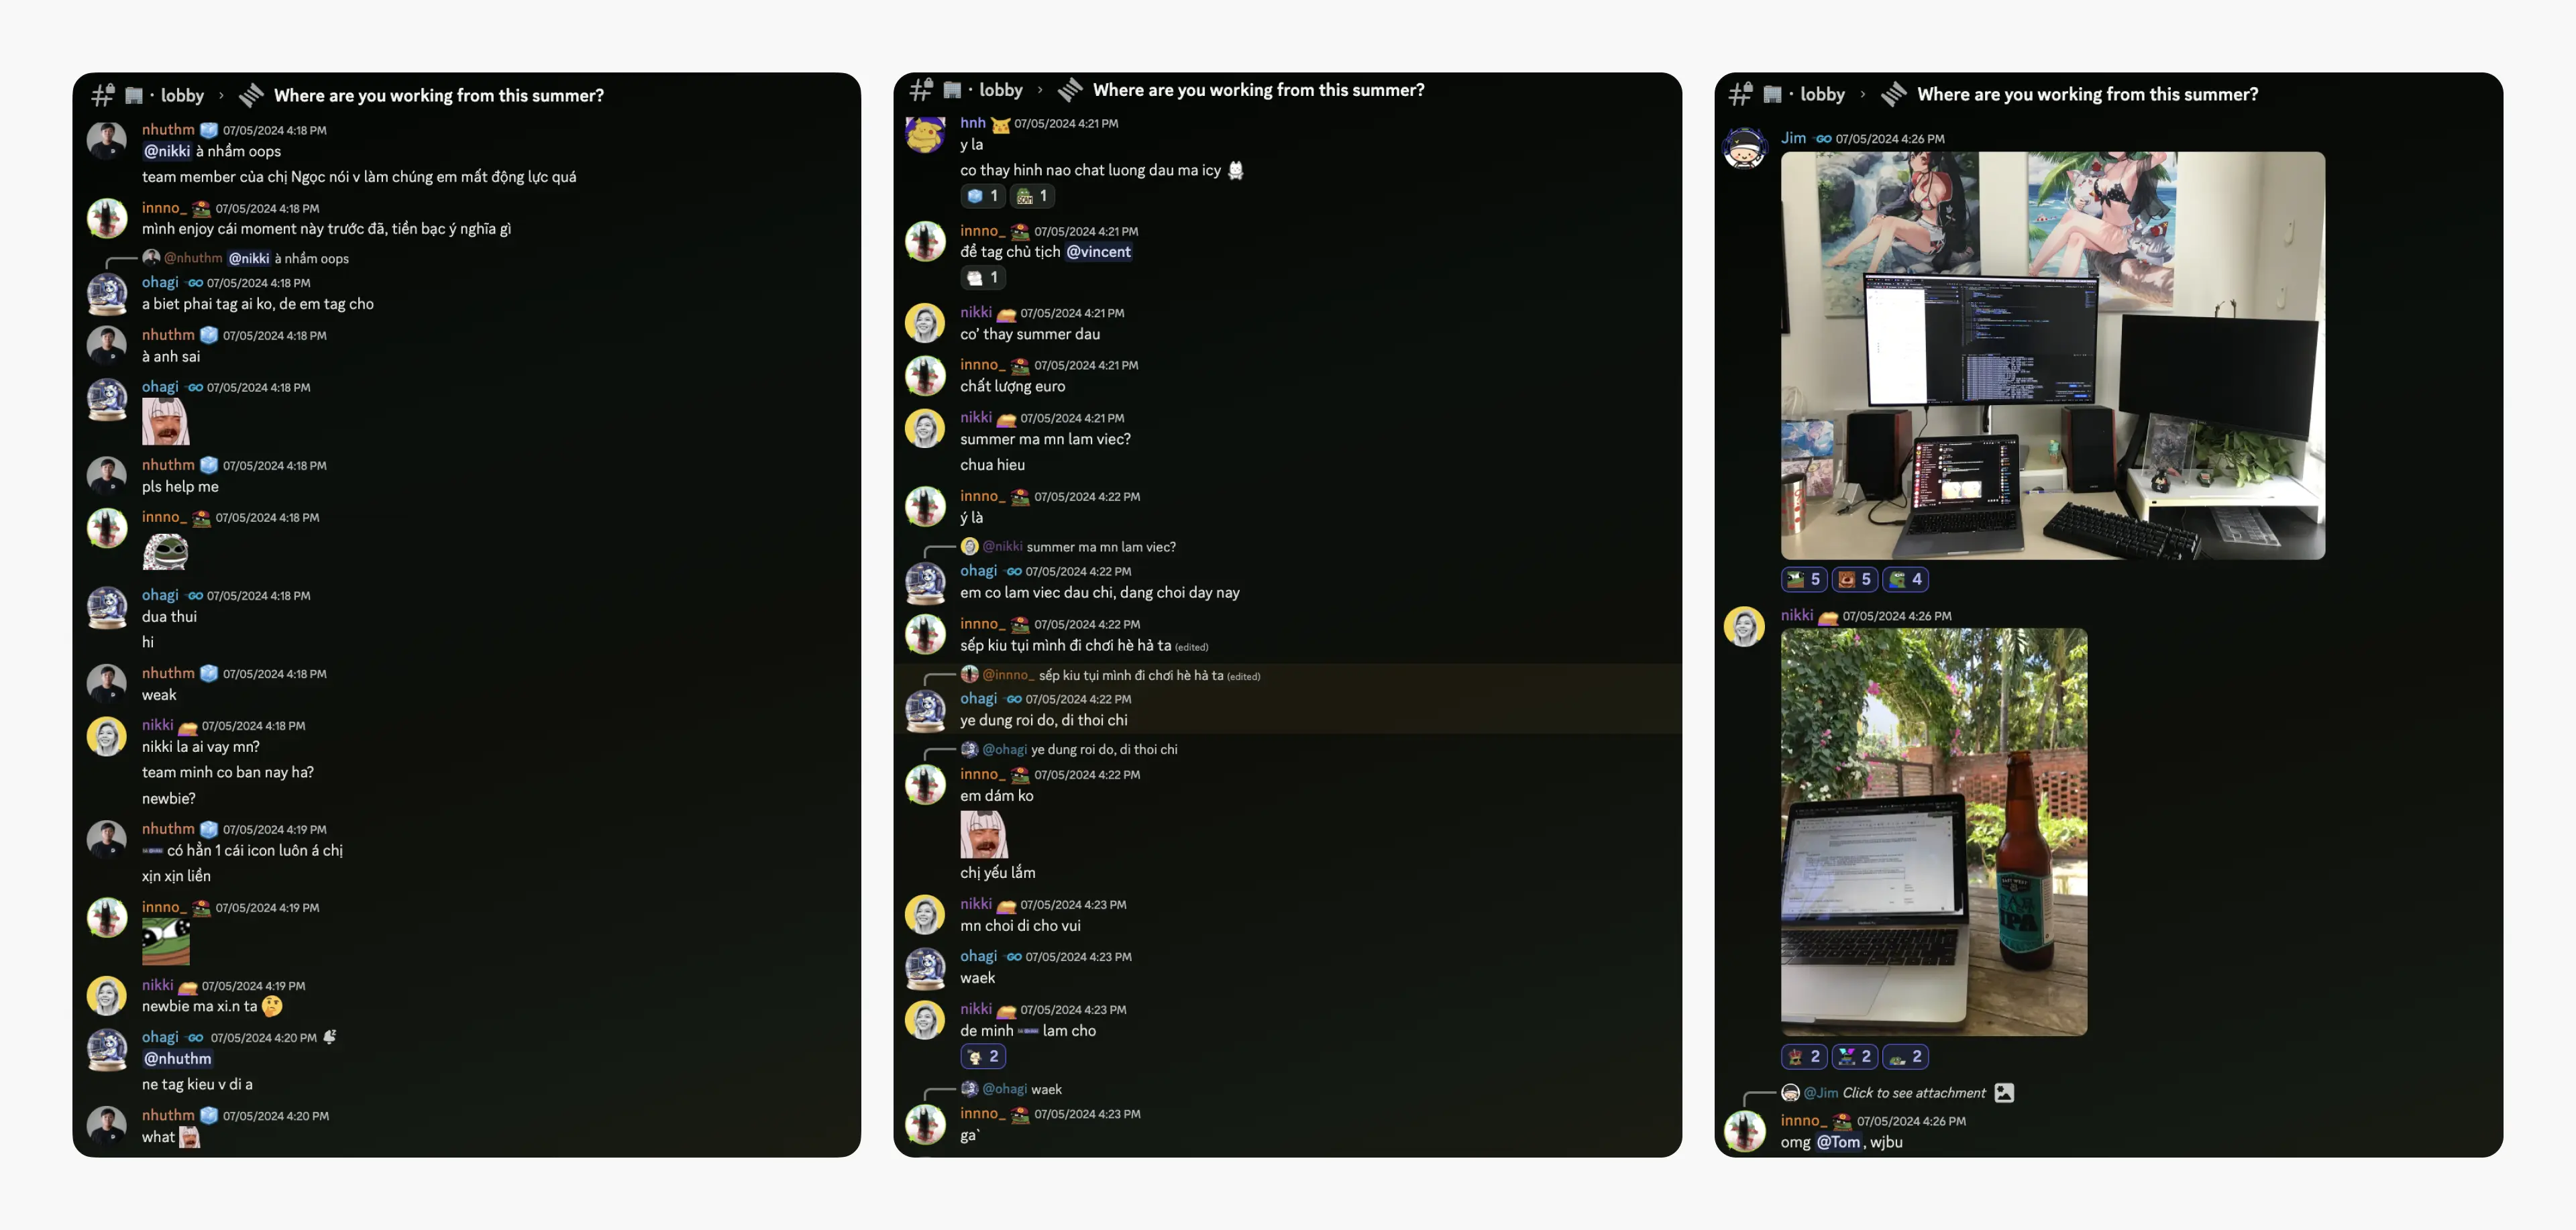 lobby › Where are you working from this summer?
nhuthm 07/05/2024 4:18 PM
@nikki à nhầm oops
team member của chị Ngọc nói v làm chúng em mất động lực quá
innno_ 07/05/2024 4:18 PM
mình enjoy cái moment này trước đã, tiền bạc ý nghĩa gì
@nhuthm @nikki à nhầm oops
ohagi GO 07/05/2024 4:18 PM
a biet phai tag ai ko, de em tag cho
nhuthm 07/05/2024 4:18 PM
à anh sai
ohagi GO 07/05/2024 4:18 PM
nhuthm 07/05/2024 4:18 PM
pls help me
innno_ 07/05/2024 4:18 PM
ohagi GO 07/05/2024 4:18 PM
dua thui
hi
nhuthm 07/05/2024 4:18 PM
weak
nikki 07/05/2024 4:18 PM
nikki la ai vay mn?
team minh co ban nay ha?
newbie?
nhuthm 07/05/2024 4:19 PM
có hẳn 1 cái icon luôn á chị
xịn xịn liền
innno_ 07/05/2024 4:19 PM
nikki 07/05/2024 4:19 PM
newbie ma xi.n ta 🤔
ohagi GO 07/05/2024 4:20 PM
@nhuthm
ne tag kieu v di a
nhuthm 07/05/2024 4:20 PM
what
lobby › Where are you working from this summer?
hnh 07/05/2024 4:21 PM
y la
co thay hinh nao chat luong dau ma icy
1 1
innno_ 07/05/2024 4:21 PM
để tag chủ tịch @vincent
1
nikki 07/05/2024 4:21 PM
co' thay summer dau
innno_ 07/05/2024 4:21 PM
chất lượng euro
nikki 07/05/2024 4:21 PM
summer ma mn lam viec?
chua hieu
innno_ 07/05/2024 4:22 PM
ý là
@nikki summer ma mn lam viec?
ohagi GO 07/05/2024 4:22 PM
em co lam viec dau chi, dang choi day nay
innno_ 07/05/2024 4:22 PM
sếp kiu tụi mình đi chơi hè hả ta (edited)
@innno_ sếp kiu tụi mình đi chơi hè hả ta (edited)
ohagi GO 07/05/2024 4:22 PM
ye dung roi do, di thoi chi
@ohagi ye dung roi do, di thoi chi
innno_ 07/05/2024 4:22 PM
em dám ko
chị yếu lắm
nikki 07/05/2024 4:23 PM
mn choi di cho vui
ohagi GO 07/05/2024 4:23 PM
waek
nikki 07/05/2024 4:23 PM
de minh lam cho
2
@ohagi waek
innno_ 07/05/2024 4:23 PM
ga`
lobby › Where are you working from this summer?
Jim GO 07/05/2024 4:26 PM
5 5 4
nikki 07/05/2024 4:26 PM
EAST WEST
IPA
2 2 2
@Jim Click to see attachment
innno_ 07/05/2024 4:26 PM
omg @Tom, wjbu